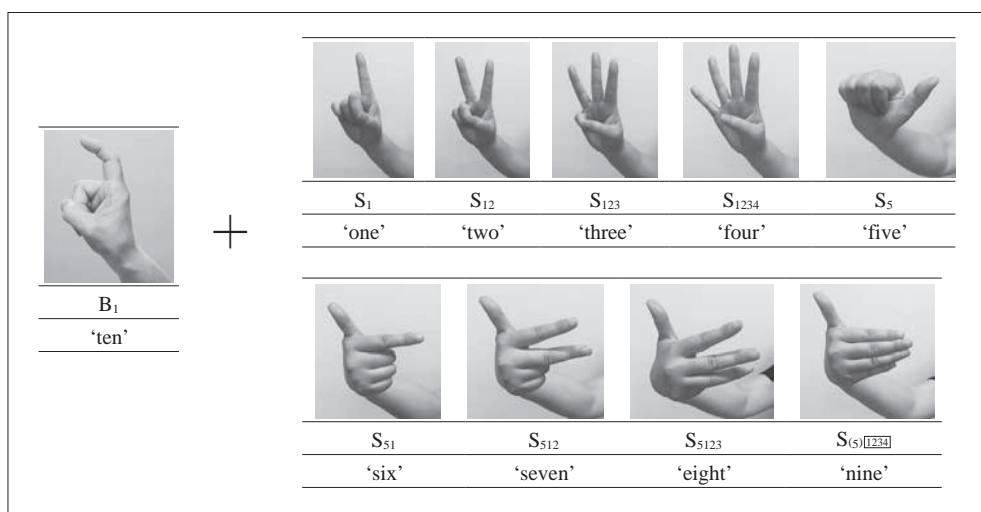 S₁ S₁₂ S₁₂₃ S₁₂₃₄ S₅
‘one’ ‘two’ ‘three’ ‘four’ ‘five’
B₁
‘ten’
+
S₅₁ S₅₁₂ S₅₁₂₃ S₍₅₎1234
‘six’ ‘seven’ ‘eight’ ‘nine’